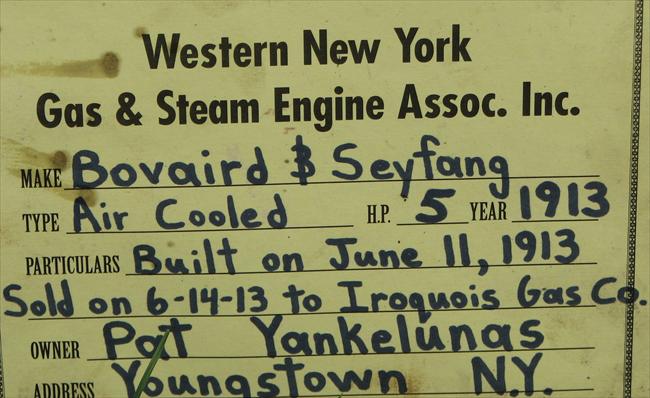 Western New York
Gas & Steam Engine Assoc. Inc.
MAKE Bovaird & Seyfang
TYPE Air Cooled H.P. 5 YEAR 1913
PARTICULARS Built on June 11, 1913
Sold on 6-14-13 to Iroquois Gas Co.
OWNER Pat Yankelunas
ADDRESS Youngstown N.Y.